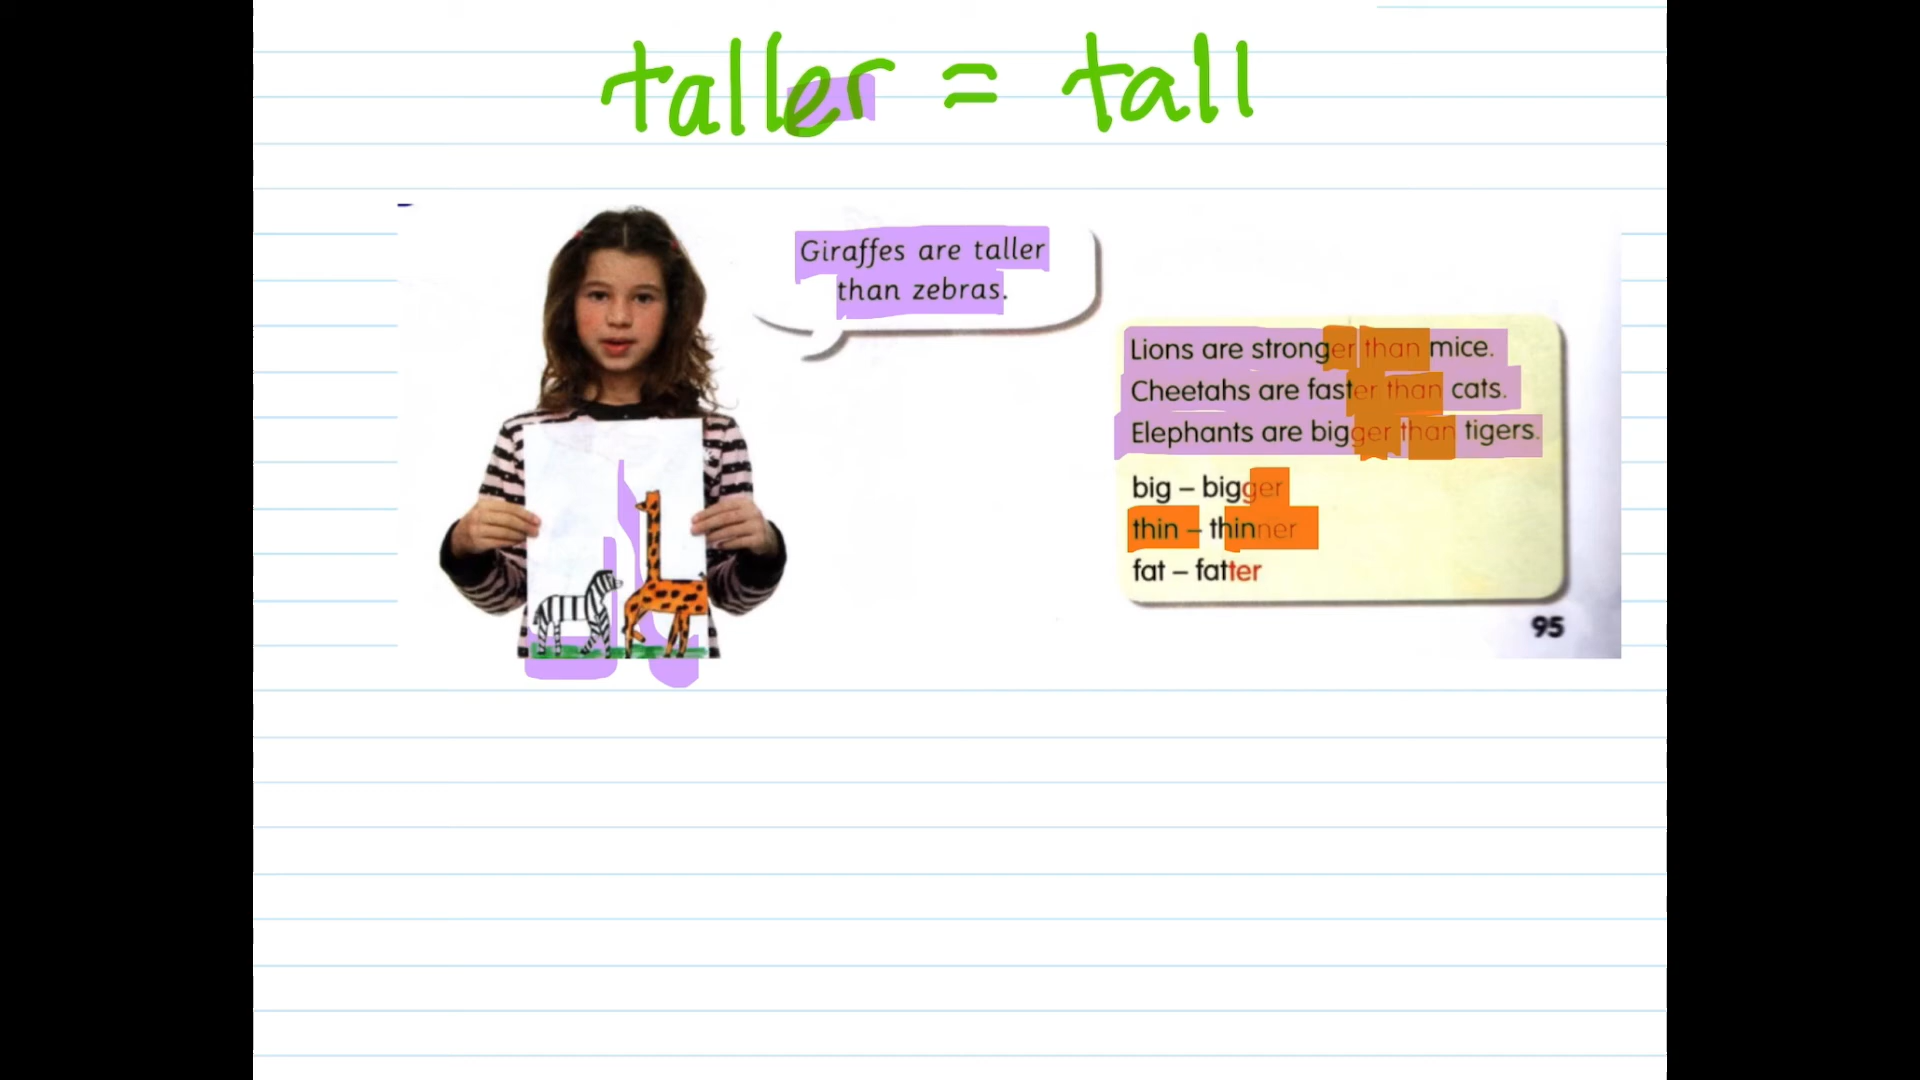 taller = tall
Giraffes are taller
than zebras.
Lions are stronger than mice.
Cheetahs are faster than cats.
Elephants are bigger than tigers.
big – bigger
thin – thinner
fat – fatter
95